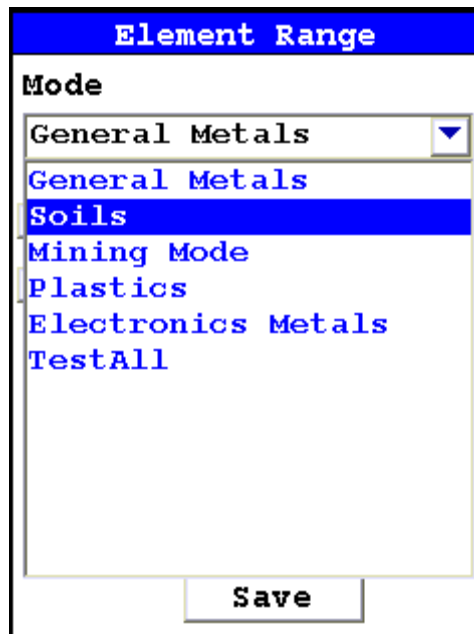 Element Range
Mode
General Metals
General Metals
Soils
Mining Mode
Plastics
Electronics Metals
TestAll
Save